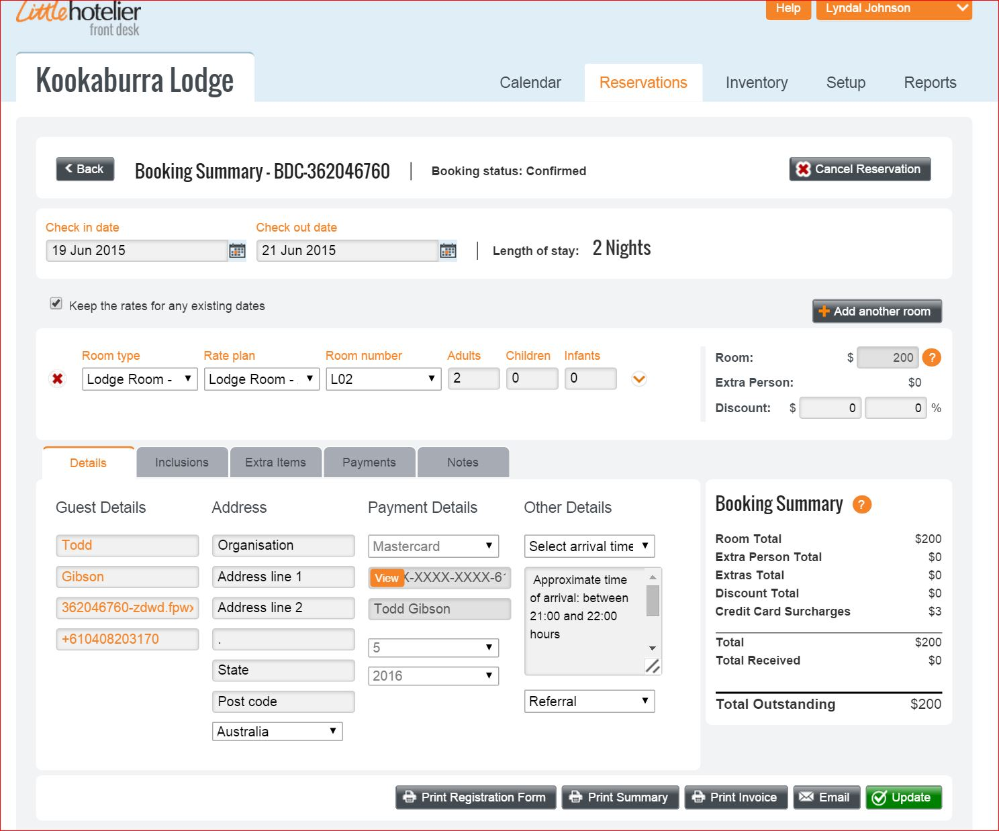 Littlehotelier
front desk
Help
Lyndal Johnson
Kookaburra Lodge
Calendar
Reservations
Inventory
Setup
Reports
Back
Booking Summary - BDC-362046760
Booking status: Confirmed
Cancel Reservation
Check in date
Check out date
19 Jun 2015
21 Jun 2015
Length of stay: 2 Nights
Keep the rates for any existing dates
Add another room
Room type
Rate plan
Room number
Adults
Children
Infants
Lodge Room -
Lodge Room -
L02
2
0
0
Room: $ 200 ?
Extra Person: $0
Discount: $ 0 0 %
Details
Inclusions
Extra Items
Payments
Notes
Guest Details
Todd
Gibson
362046760-zdwd.fpwx
+610408203170
Address
Organisation
Address line 1
Address line 2
.
State
Post code
Australia
Payment Details
Mastercard
View X-XXXX-XXXX-61
Todd Gibson
5
2016
Other Details
Select arrival time
Approximate time
of arrival: between
21:00 and 22:00
hours
Referral
Booking Summary ?
Room Total $200
Extra Person Total $0
Extras Total $0
Discount Total $0
Credit Card Surcharges $3
Total $200
Total Received $0
Total Outstanding $200
Print Registration Form
Print Summary
Print Invoice
Email
Update